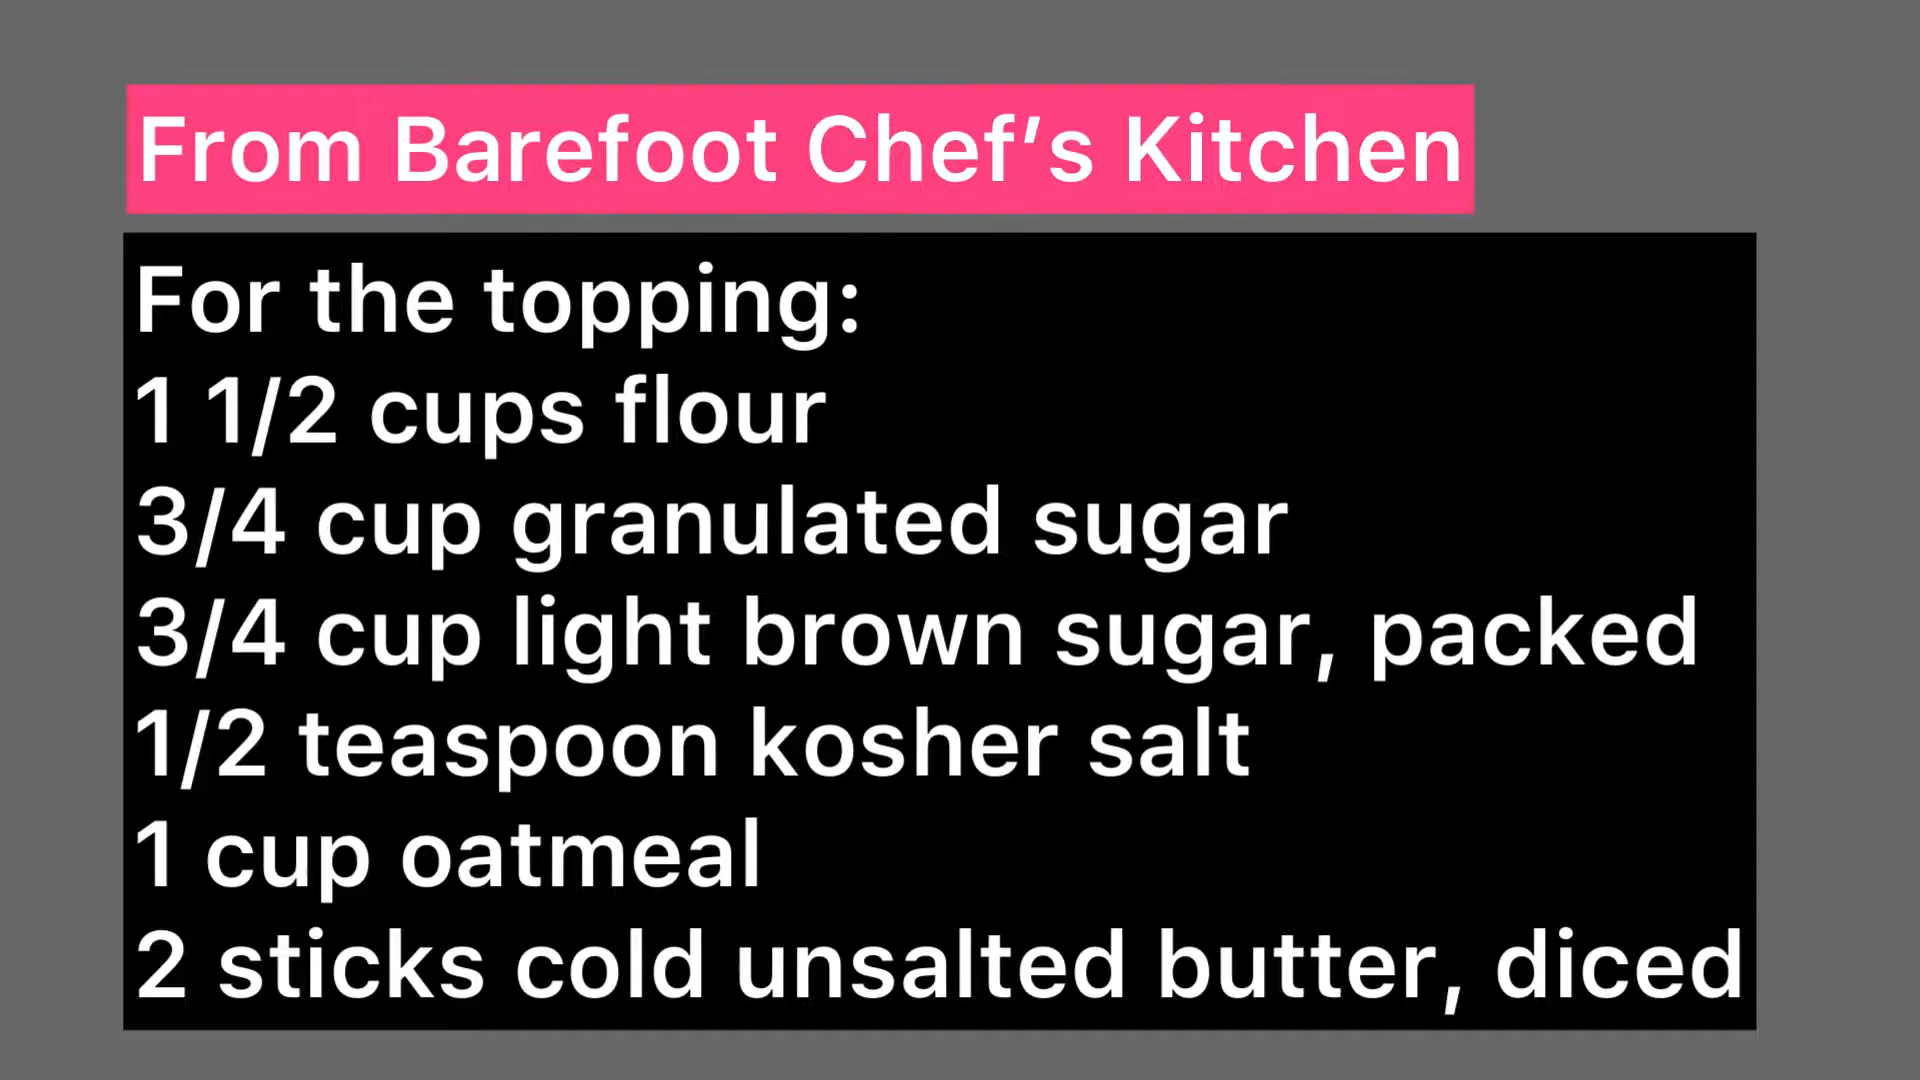 From Barefoot Chef’s Kitchen
For the topping:
1 1/2 cups flour
3/4 cup granulated sugar
3/4 cup light brown sugar, packed
1/2 teaspoon kosher salt
1 cup oatmeal
2 sticks cold unsalted butter, diced